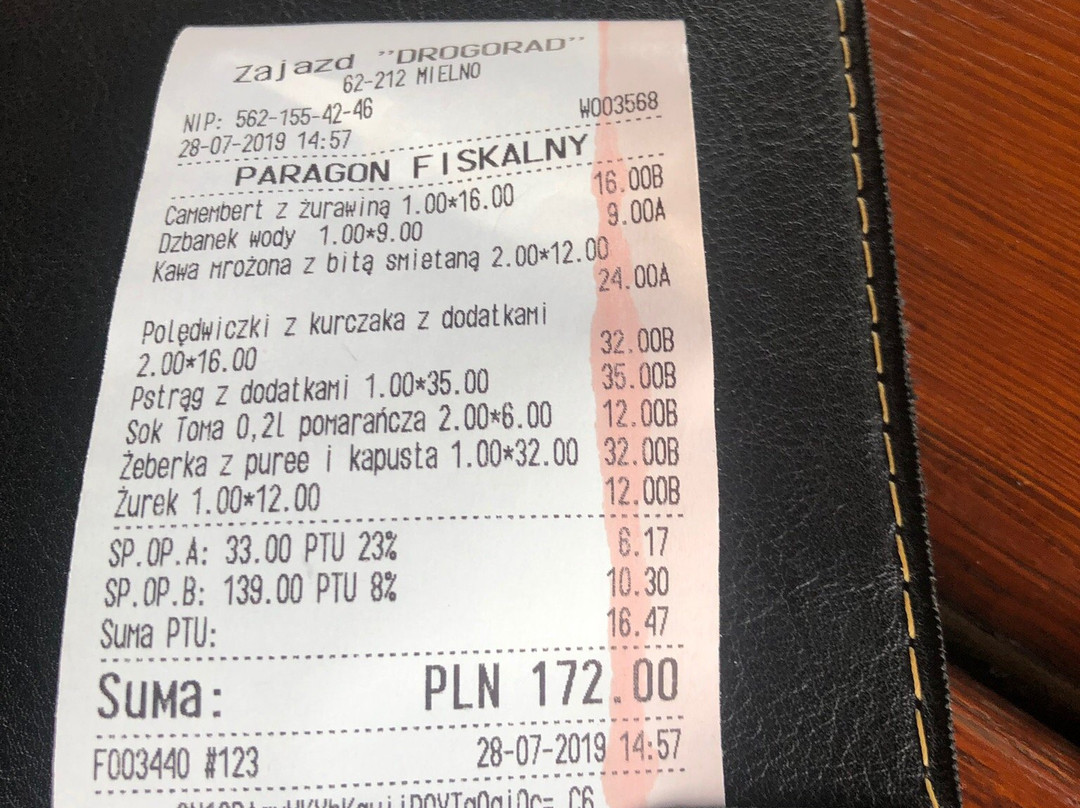 Zajazd "DROGORAD"
62-212 MIELNO
NIP: 562-155-42-46 W003568
28-07-2019 14:57
PARAGON FISKALNY
Camembert z żurawiną 1.00*16.00 16.00B
Dzbanek wody 1.00*9.00 9.00A
Kawa mrożona z bitą smietaną 2.00*12.00
24.00A
Polędwiczki z kurczaka z dodatkami
2.00*16.00 32.00B
Pstrąg z dodatkami 1.00*35.00 35.00B
Sok Toma 0,2l pomarańcza 2.00*6.00 12.00B
Żeberka z puree i kapusta 1.00*32.00 32.00B
Żurek 1.00*12.00 12.00B
SP.OP.A: 33.00 PTU 23% 6.17
SP.OP.B: 139.00 PTU 8% 10.30
Suma PTU: 16.47
Suma: PLN 172.00
F003440 #123 28-07-2019 14:57